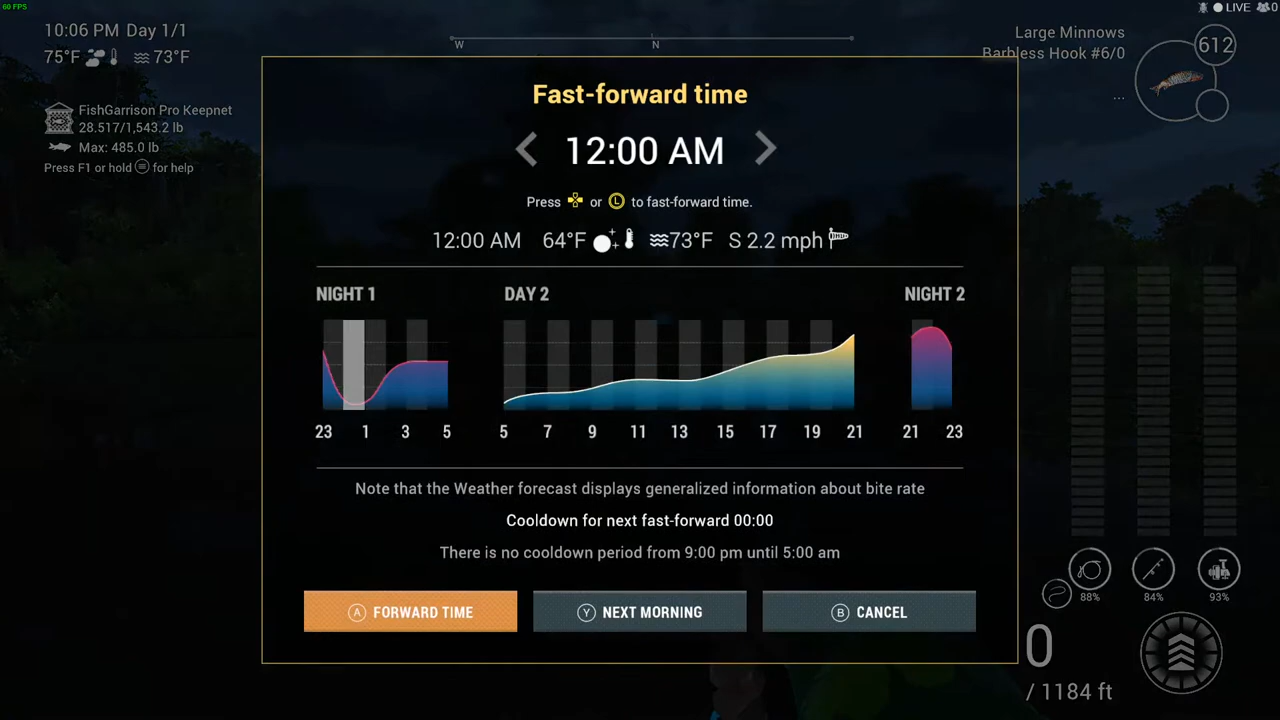 60 FPS
10:06 PM Day 1/1
75°F 73°F
FishGarrison Pro Keepnet
28.517/1,543.2 lb
Max: 485.0 lb
Press F1 or hold for help
W N
LIVE 0
Large Minnows
Barbless Hook #6/0
612
...
Fast-forward time
12:00 AM
Press or L to fast-forward time.
12:00 AM 64°F 73°F S 2.2 mph
NIGHT 1 DAY 2 NIGHT 2
23 1 3 5 5 7 9 11 13 15 17 19 21 21 23
Note that the Weather forecast displays generalized information about bite rate
Cooldown for next fast-forward 00:00
There is no cooldown period from 9:00 pm until 5:00 am
A FORWARD TIME Y NEXT MORNING B CANCEL
88% 84% 93%
0
/ 1184 ft